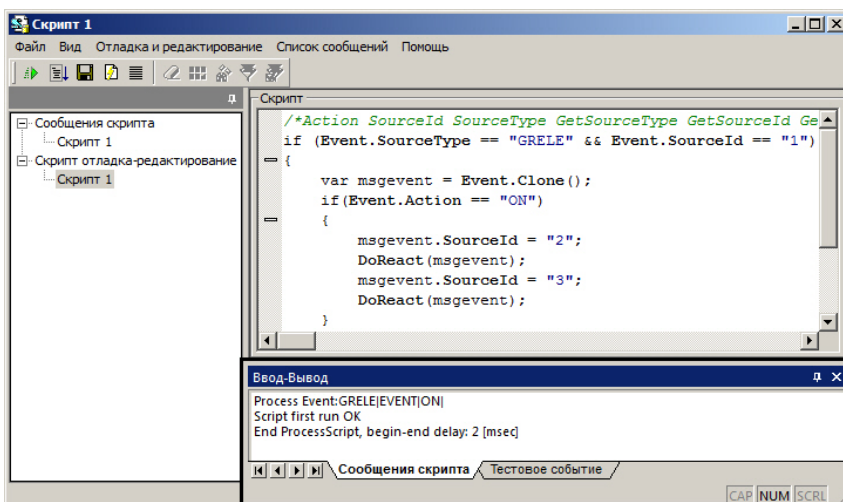 Скрипт 1
Файл Вид Отладка и редактирование Список сообщений Помощь
Сообщения скрипта
Скрипт 1
Скрипт отладка-редактирование
Скрипт 1
Скрипт
/*Action SourceId SourceType GetSourceType GetSourceId Ge
if (Event.SourceType == "GRELE" && Event.SourceId == "1")
{
var msgevent = Event.Clone();
if(Event.Action == "ON")
{
msgevent.SourceId = "2";
DoReact(msgevent);
msgevent.SourceId = "3";
DoReact(msgevent);
}
Ввод-Вывод
Process Event:GRELE|EVENT|ON|
Script first run OK
End ProcessScript, begin-end delay: 2 [msec]
Сообщения скрипта Тестовое событие
CAP NUM SCRL